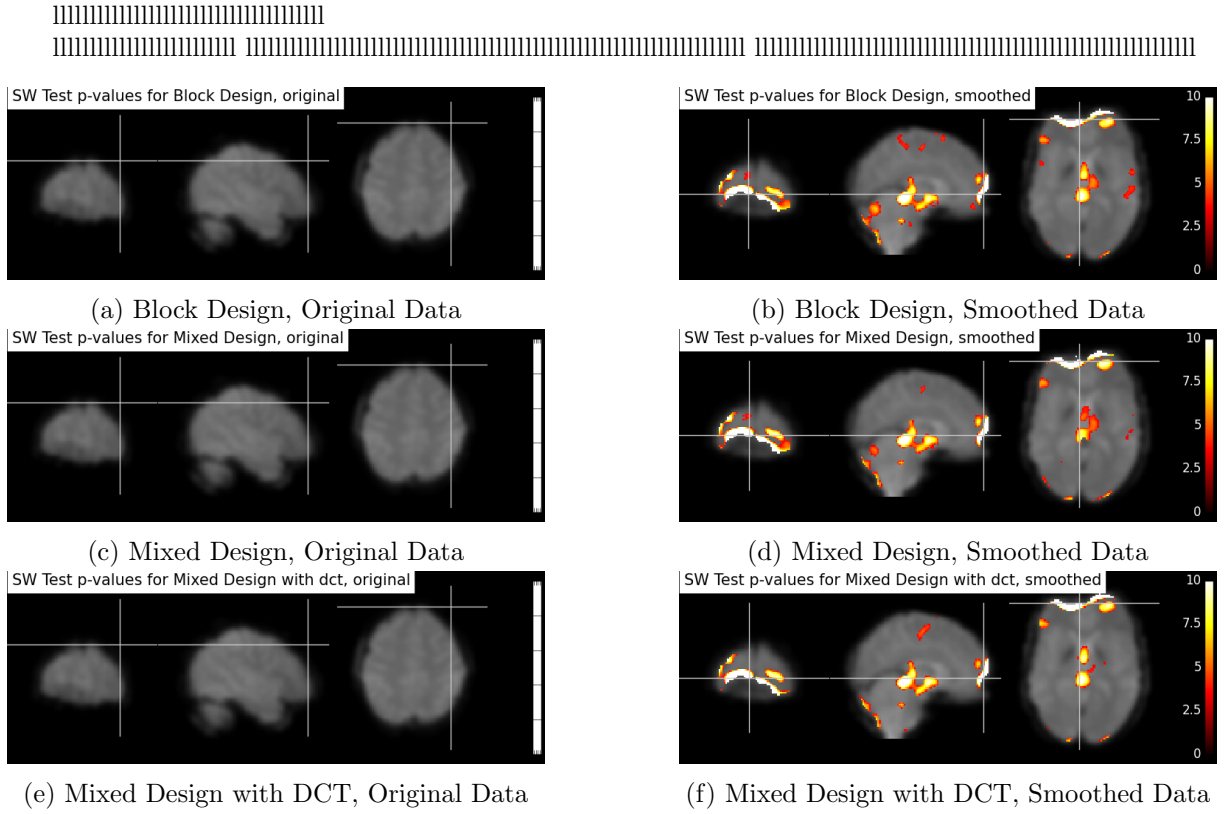 lllllllllllllllllllllllllllllllllllll
lllllllllllllllllllllllll llllllllllllllllllllllllllllllllllllllllllllllllllllllllllllllllllll llllllllllllllllllllllllllllllllllllllllllllllllllllllllllll
SW Test p-values for Block Design, original
SW Test p-values for Block Design, smoothed
10
7.5
5
2.5
0
(a) Block Design, Original Data
(b) Block Design, Smoothed Data
SW Test p-values for Mixed Design, original
SW Test p-values for Mixed Design, smoothed
10
7.5
5
2.5
0
(c) Mixed Design, Original Data
(d) Mixed Design, Smoothed Data
SW Test p-values for Mixed Design with dct, original
SW Test p-values for Mixed Design with dct, smoothed
10
7.5
5
2.5
0
(e) Mixed Design with DCT, Original Data
(f) Mixed Design with DCT, Smoothed Data